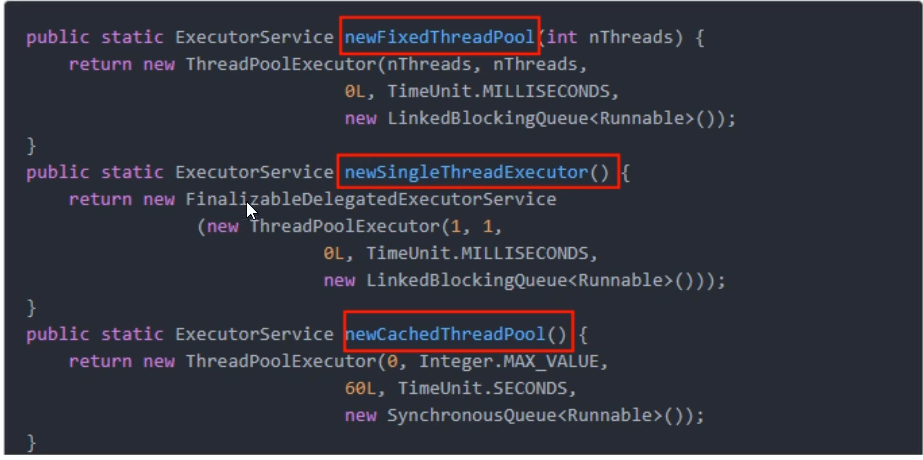 public static ExecutorService newFixedThreadPool(int nThreads) {
    return new ThreadPoolExecutor(nThreads, nThreads,
                                  0L, TimeUnit.MILLISECONDS,
                                  new LinkedBlockingQueue<Runnable>());
}
public static ExecutorService newSingleThreadExecutor() {
    return new FinalizableDelegatedExecutorService
                (new ThreadPoolExecutor(1, 1,
                                0L, TimeUnit.MILLISECONDS,
                                new LinkedBlockingQueue<Runnable>()));
}
public static ExecutorService newCachedThreadPool() {
    return new ThreadPoolExecutor(0, Integer.MAX_VALUE,
                                  60L, TimeUnit.SECONDS,
                                  new SynchronousQueue<Runnable>());
}